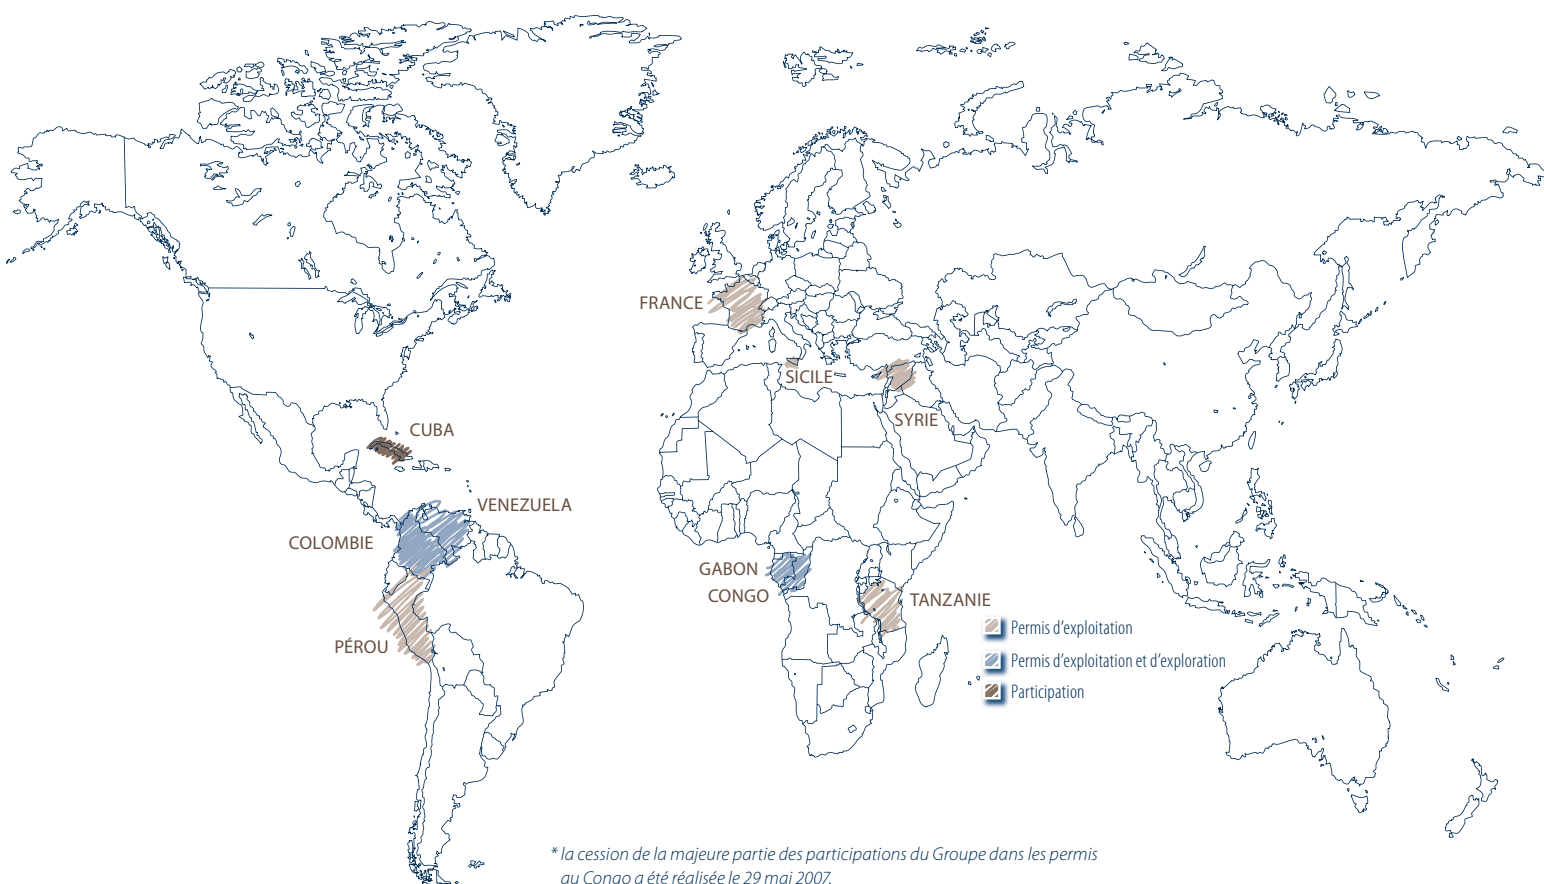 FRANCE
SICILE
SYRIE
CUBA
VENEZUELA
COLOMBIE
GABON
CONGO
TANZANIE
PÉROU
Permis d’exploitation
Permis d’exploitation et d’exploration
Participation
* la cession de la majeure partie des participations du Groupe dans les permis
au Congo a été réalisée le 29 mai 2007.